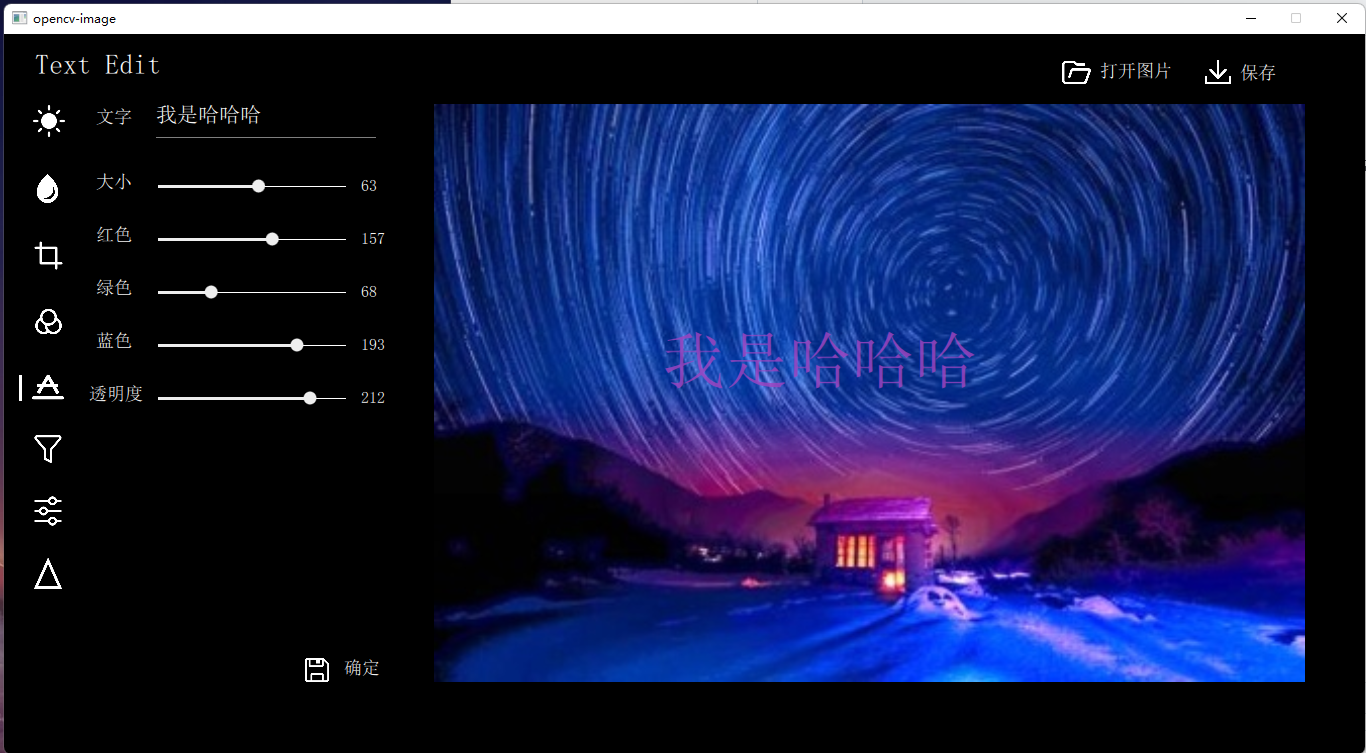 opencv-image
Text Edit
打开图片
保存
文字 我是哈哈哈
大小 63
红色 157
绿色 68
蓝色 193
透明度 212
我是哈哈哈
确定